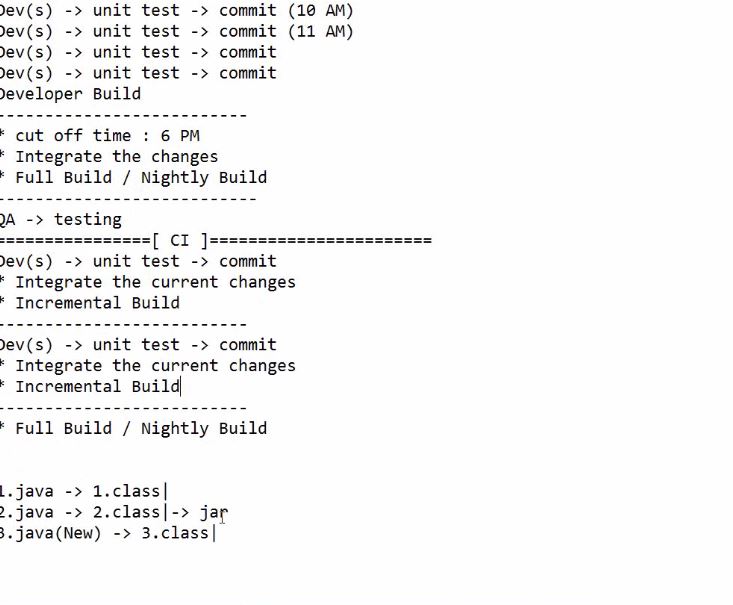 Dev(s) -> unit test -> commit (10 AM)
Dev(s) -> unit test -> commit (11 AM)
Dev(s) -> unit test -> commit
Dev(s) -> unit test -> commit
Developer Build
-------------------------------
* cut off time : 6 PM
* Integrate the changes
* Full Build / Nightly Build
--------------------------------
QA -> testing
===================[ CI ]============================
Dev(s) -> unit test -> commit
* Integrate the current changes
* Incremental Build
-------------------------------
Dev(s) -> unit test -> commit
* Integrate the current changes
* Incremental Build
-------------------------------
* Full Build / Nightly Build
1.java -> 1.class|
2.java -> 2.class|-> jar
3.java(New) -> 3.class|